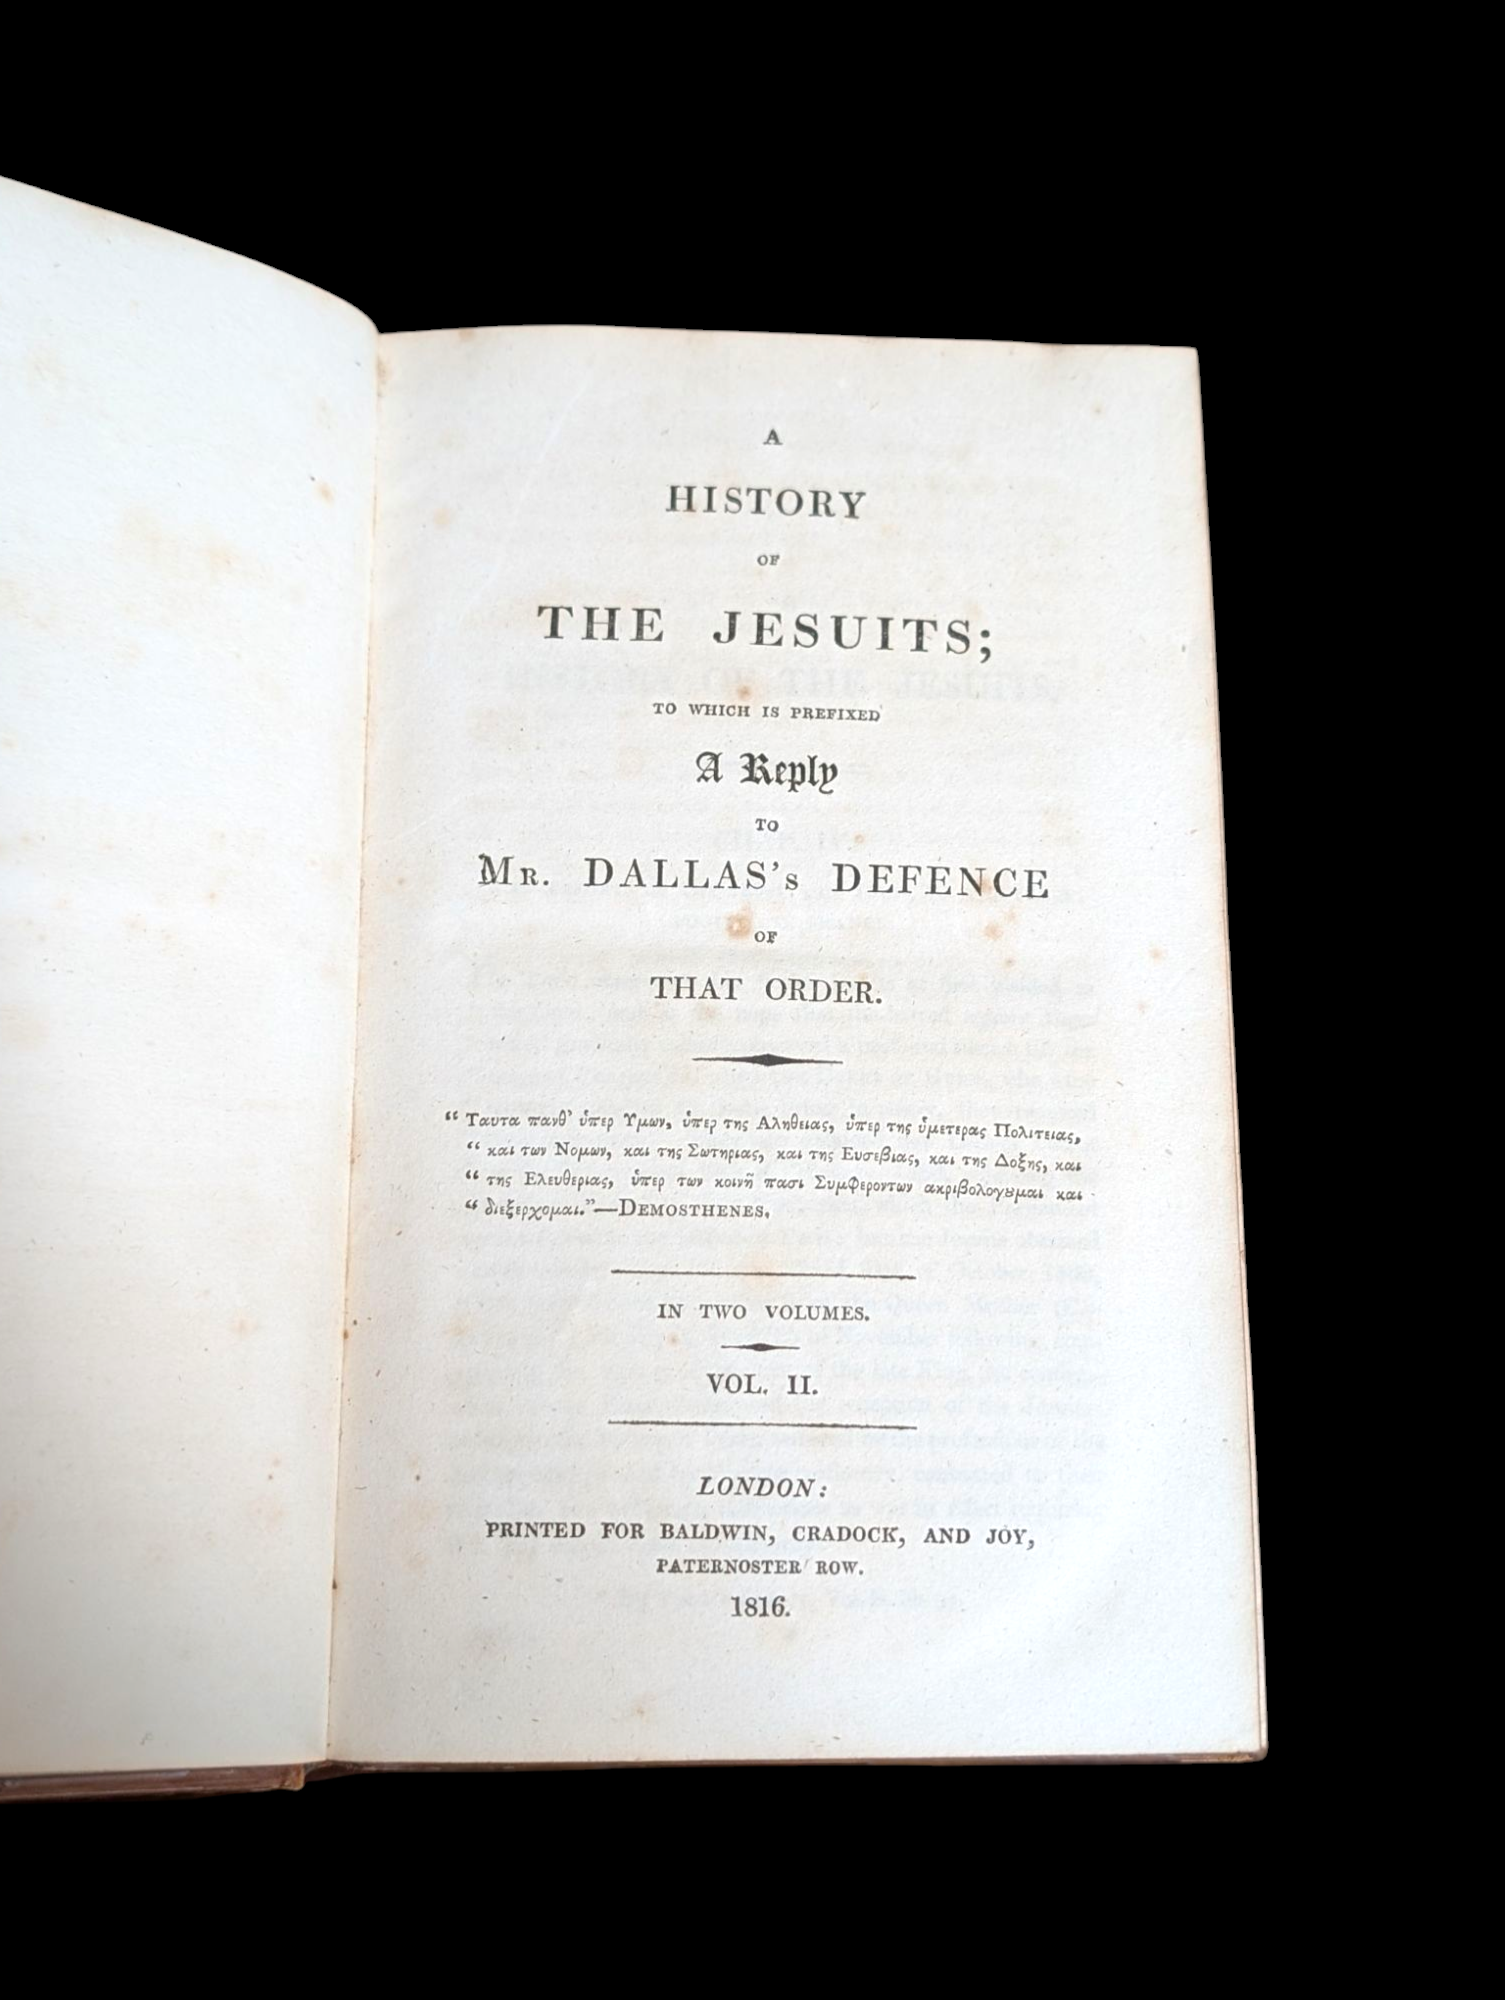 A
HISTORY
OF
THE JESUITS;
TO WHICH IS PREFIXED
A Reply
TO
MR. DALLAS's DEFENCE
OF
THAT ORDER.
“ Ταυτα πανθ’ ὑπερ Υμων, ὑπερ της Αληθειας, ὑπερ της ὑμετερας Πολιτειας,
“ και των Νομων, και της Σωτηριας, και της Ευσεβιας, και της Δοξης, και
“ της Ελευθεριας, ὑπερ των κοινῆ πασι Συμφεροντων ακριβολογȣμαι και
“ διεξερχομαι.”—DEMOSTHENES.
IN TWO VOLUMES.
VOL. II.
LONDON:
PRINTED FOR BALDWIN, CRADOCK, AND JOY,
PATERNOSTER ROW.
1816.